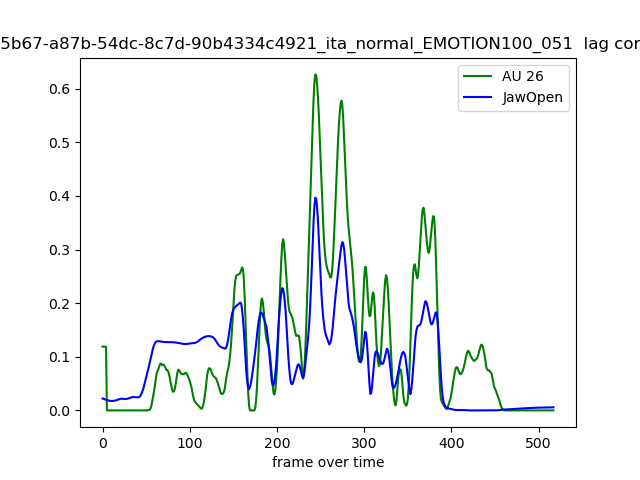 5b67-a87b-54dc-8c7d-90b4334c4921_ita_normal_EMOTION100_051 lag cor
AU 26
JawOpen
0.6
0.5
0.4
0.3
0.2
0.1
0.0
0 100 200 300 400 500
frame over time